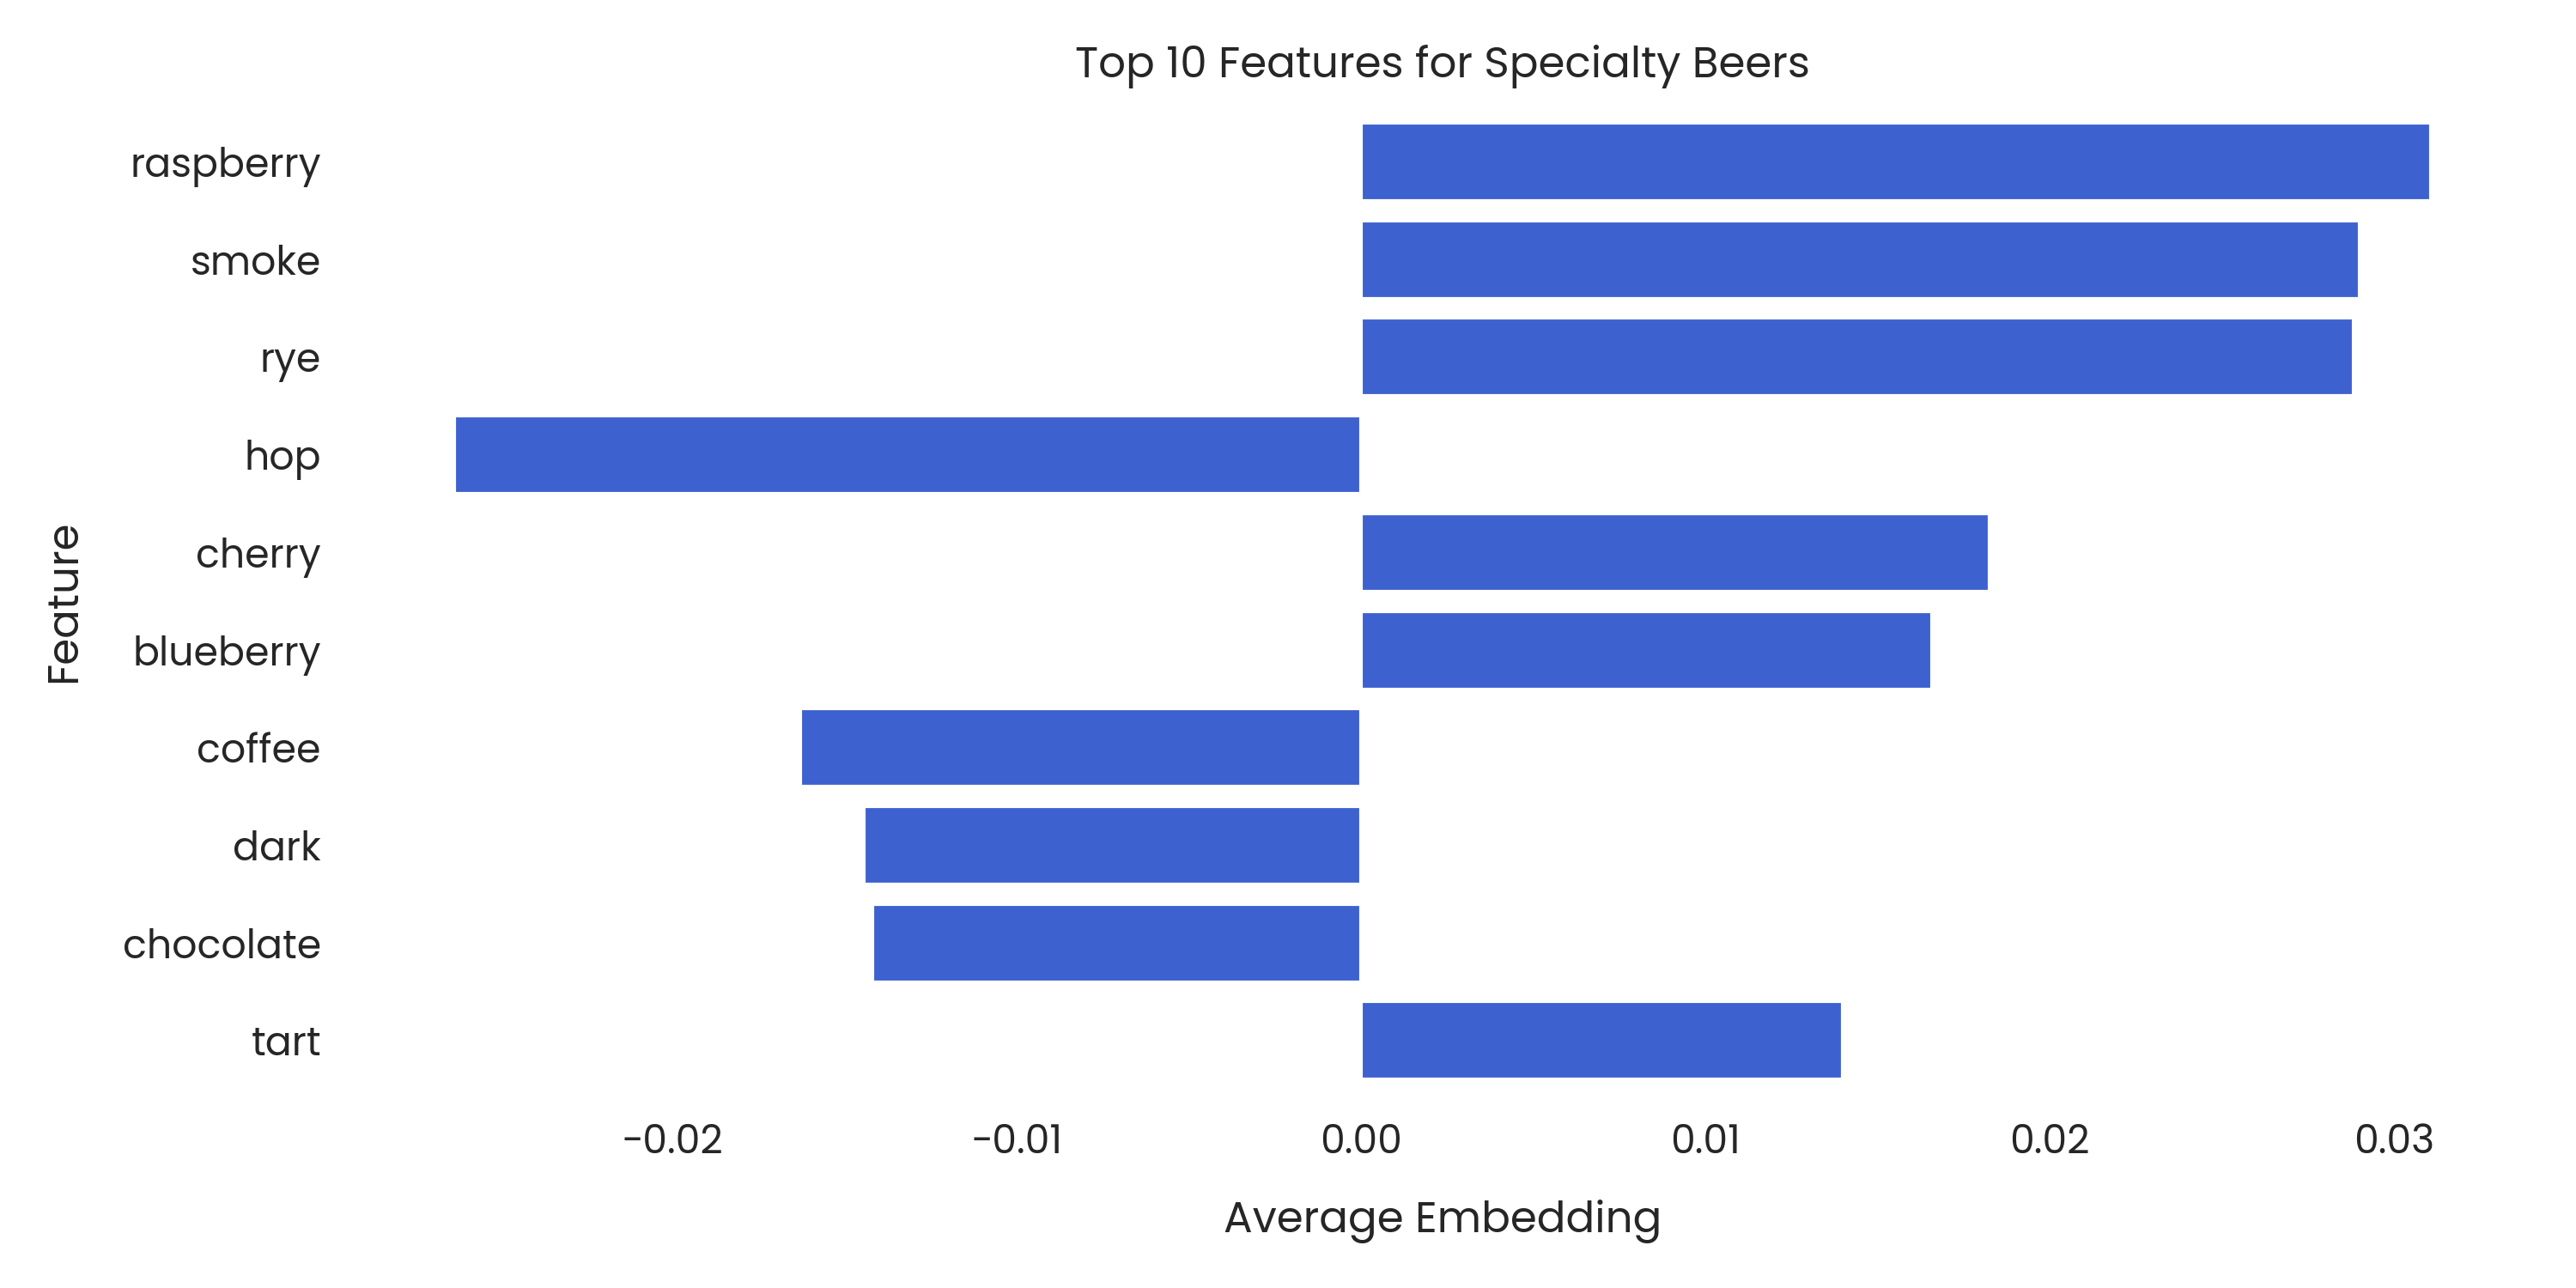 Top 10 Features for Specialty Beers
raspberry
smoke
rye
hop
cherry
blueberry
coffee
dark
chocolate
tart
Feature
-0.02 -0.01 0.00 0.01 0.02 0.03
Average Embedding